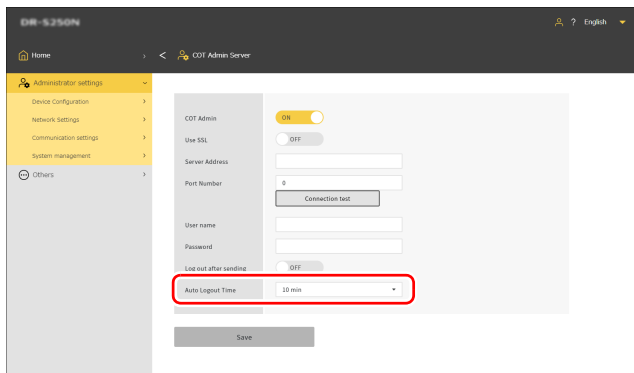 DR-S250N
? English
Home
< COT Admin Server
Administrator settings
Device Configuration
Network Settings
Communication settings
System management
Others
COT Admin ON
Use SSL OFF
Server Address
Port Number 0
Connection test
User name
Password
Log out after sending OFF
Auto Logout Time 10 min
Save